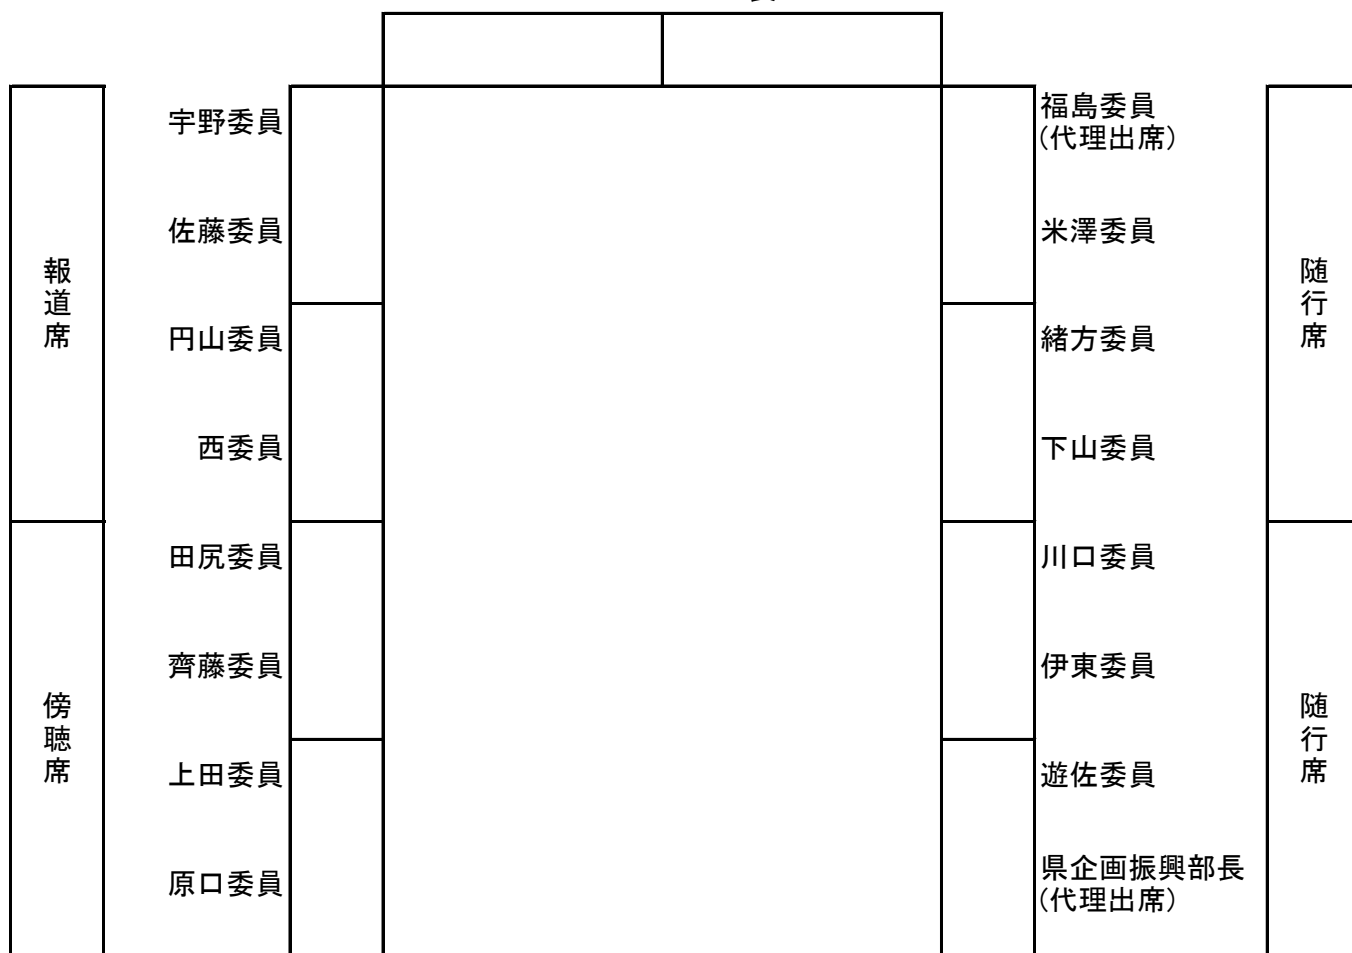 宇野委員
佐藤委員
円山委員
西委員
田尻委員
齊藤委員
上田委員
原口委員
福島委員
(代理出席)
米澤委員
緒方委員
下山委員
川口委員
伊東委員
遊佐委員
県企画振興部長
(代理出席)
報道席
傍聴席
随行席
随行席